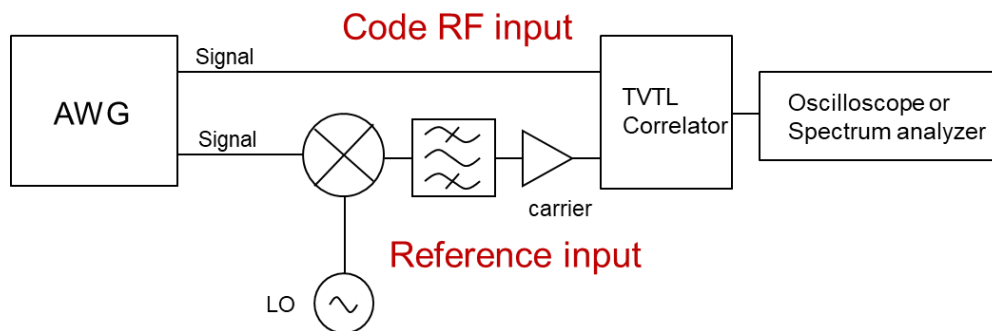 Code RF input
Signal
AWG
TVTL
Correlator
Oscilloscope or
Spectrum analyzer
Signal
carrier
Reference input
LO